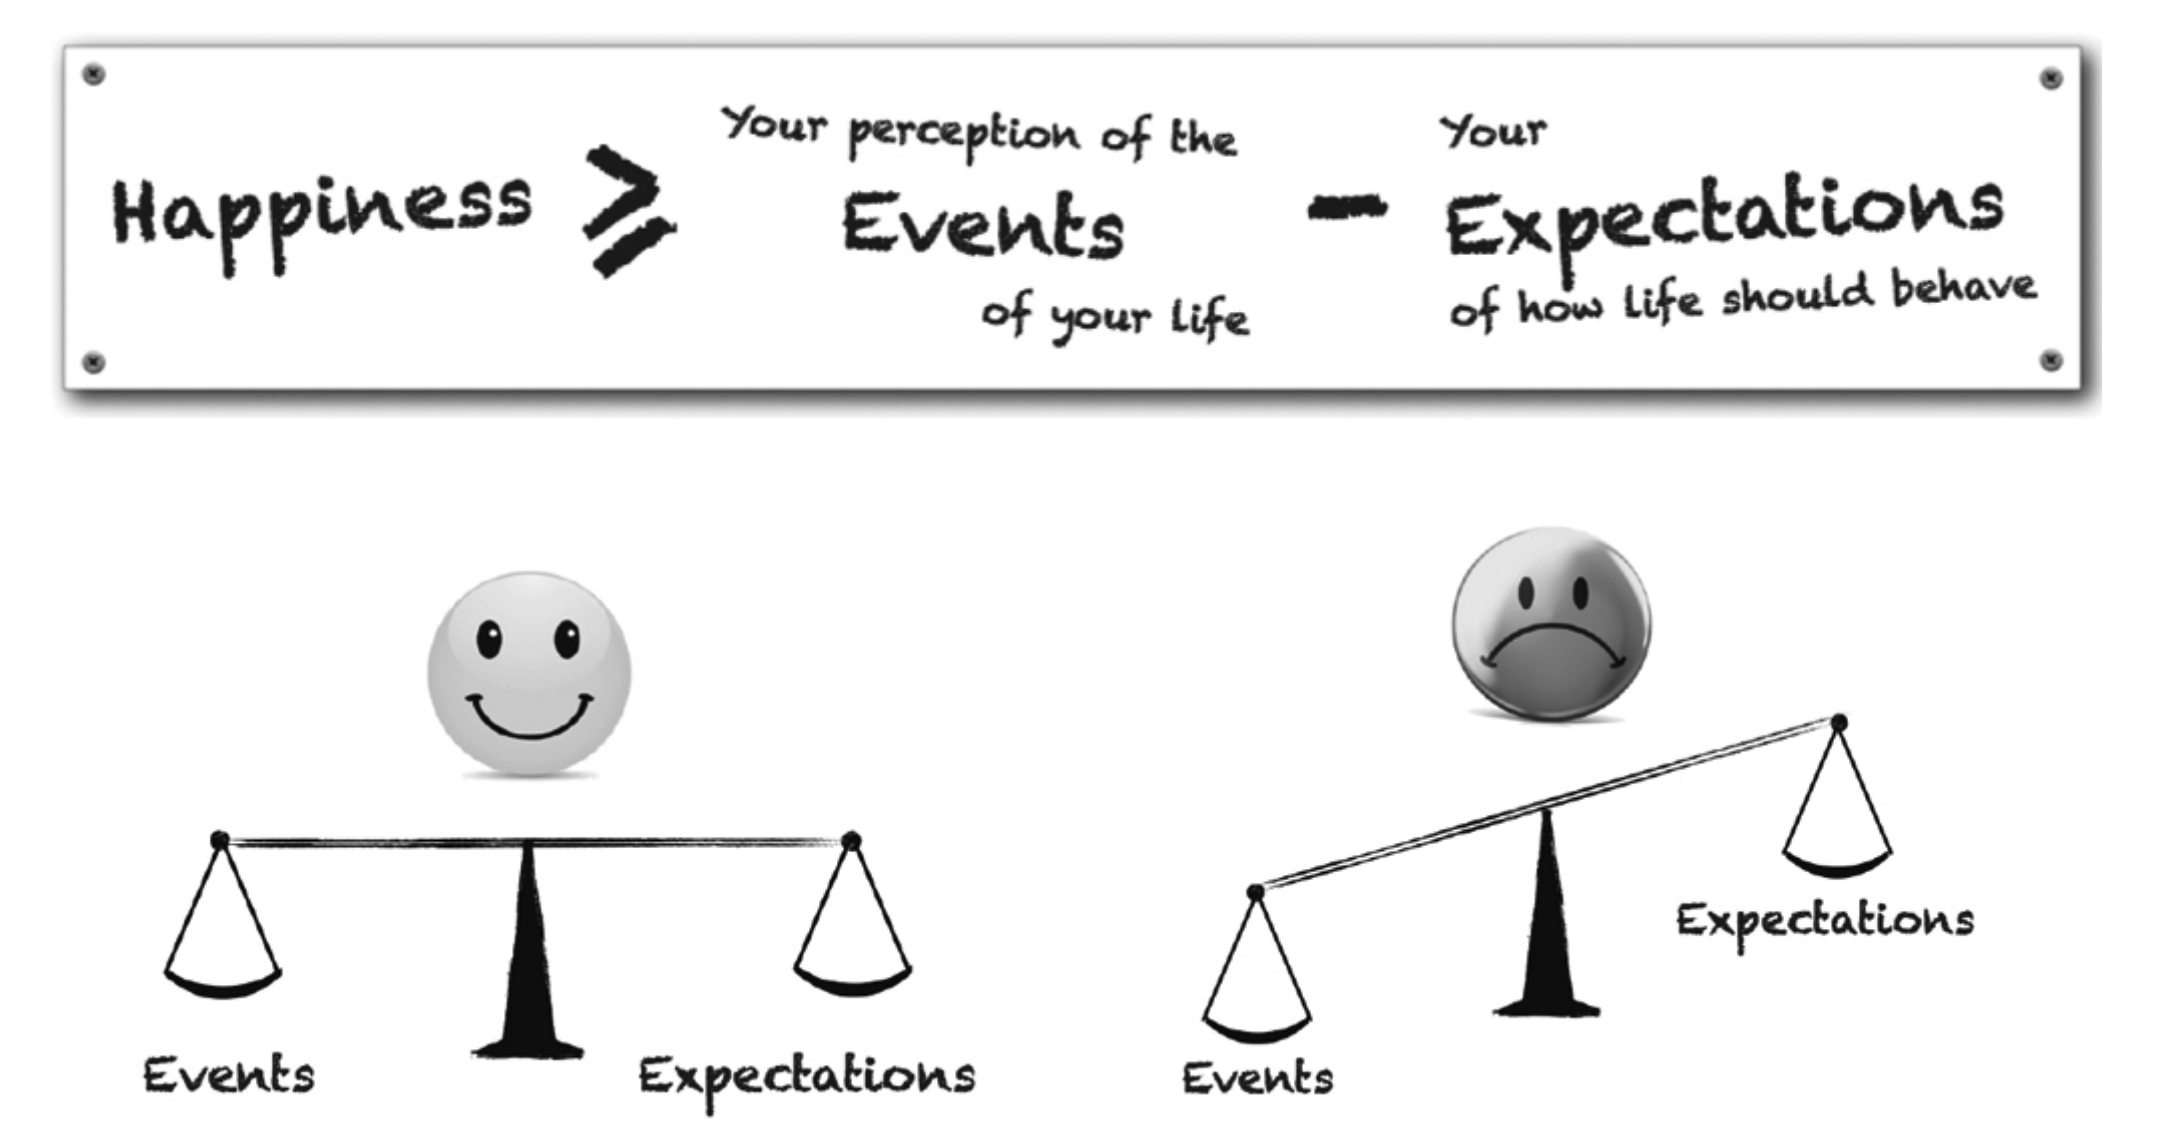 Happiness ≥ Your perception of the Events of your life - Your Expectations of how life should behave
Events
Expectations
Expectations
Events